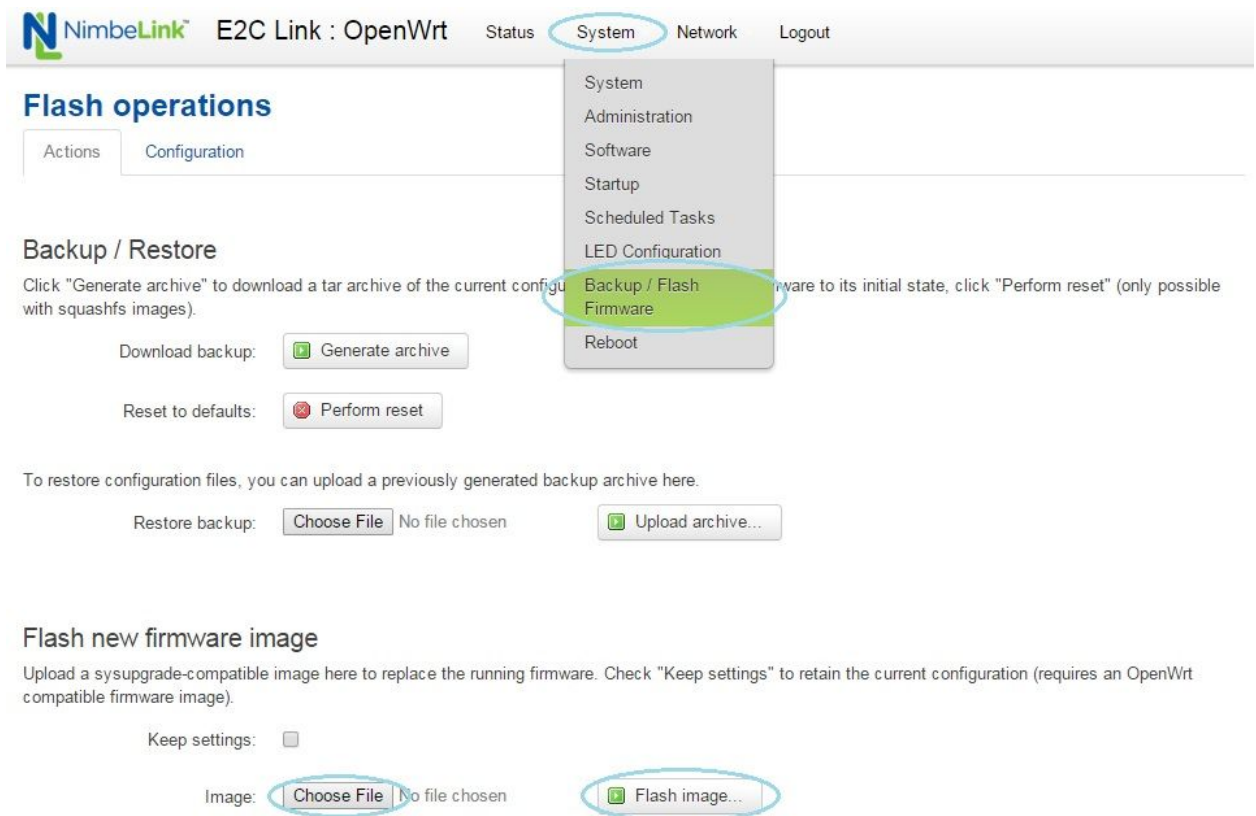 NimbeLink E2C Link : OpenWrt Status System Network Logout
System
Administration
Software
Startup
Scheduled Tasks
LED Configuration
Backup / Flash
Firmware
Reboot
Flash operations
Actions Configuration
Backup / Restore
Click "Generate archive" to download a tar archive of the current configu ware to its initial state, click "Perform reset" (only possible
with squashfs images).
Download backup: Generate archive
Reset to defaults: Perform reset
To restore configuration files, you can upload a previously generated backup archive here.
Restore backup: Choose File No file chosen Upload archive...
Flash new firmware image
Upload a sysupgrade-compatible image here to replace the running firmware. Check "Keep settings" to retain the current configuration (requires an OpenWrt
compatible firmware image).
Keep settings:
Image: Choose File No file chosen Flash image...